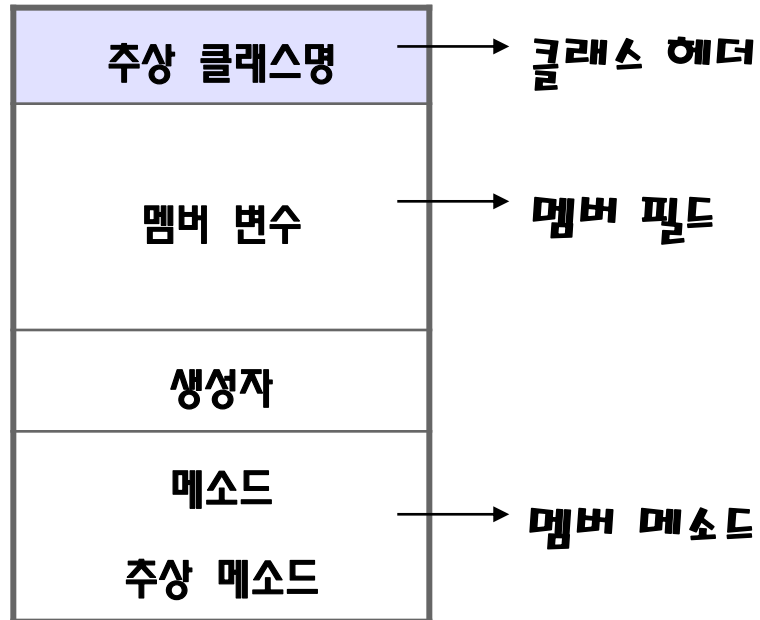 추상 클래스명
클래스 헤더
멤버 변수
멤버 필드
생성자
메소드
추상 메소드
멤버 메소드